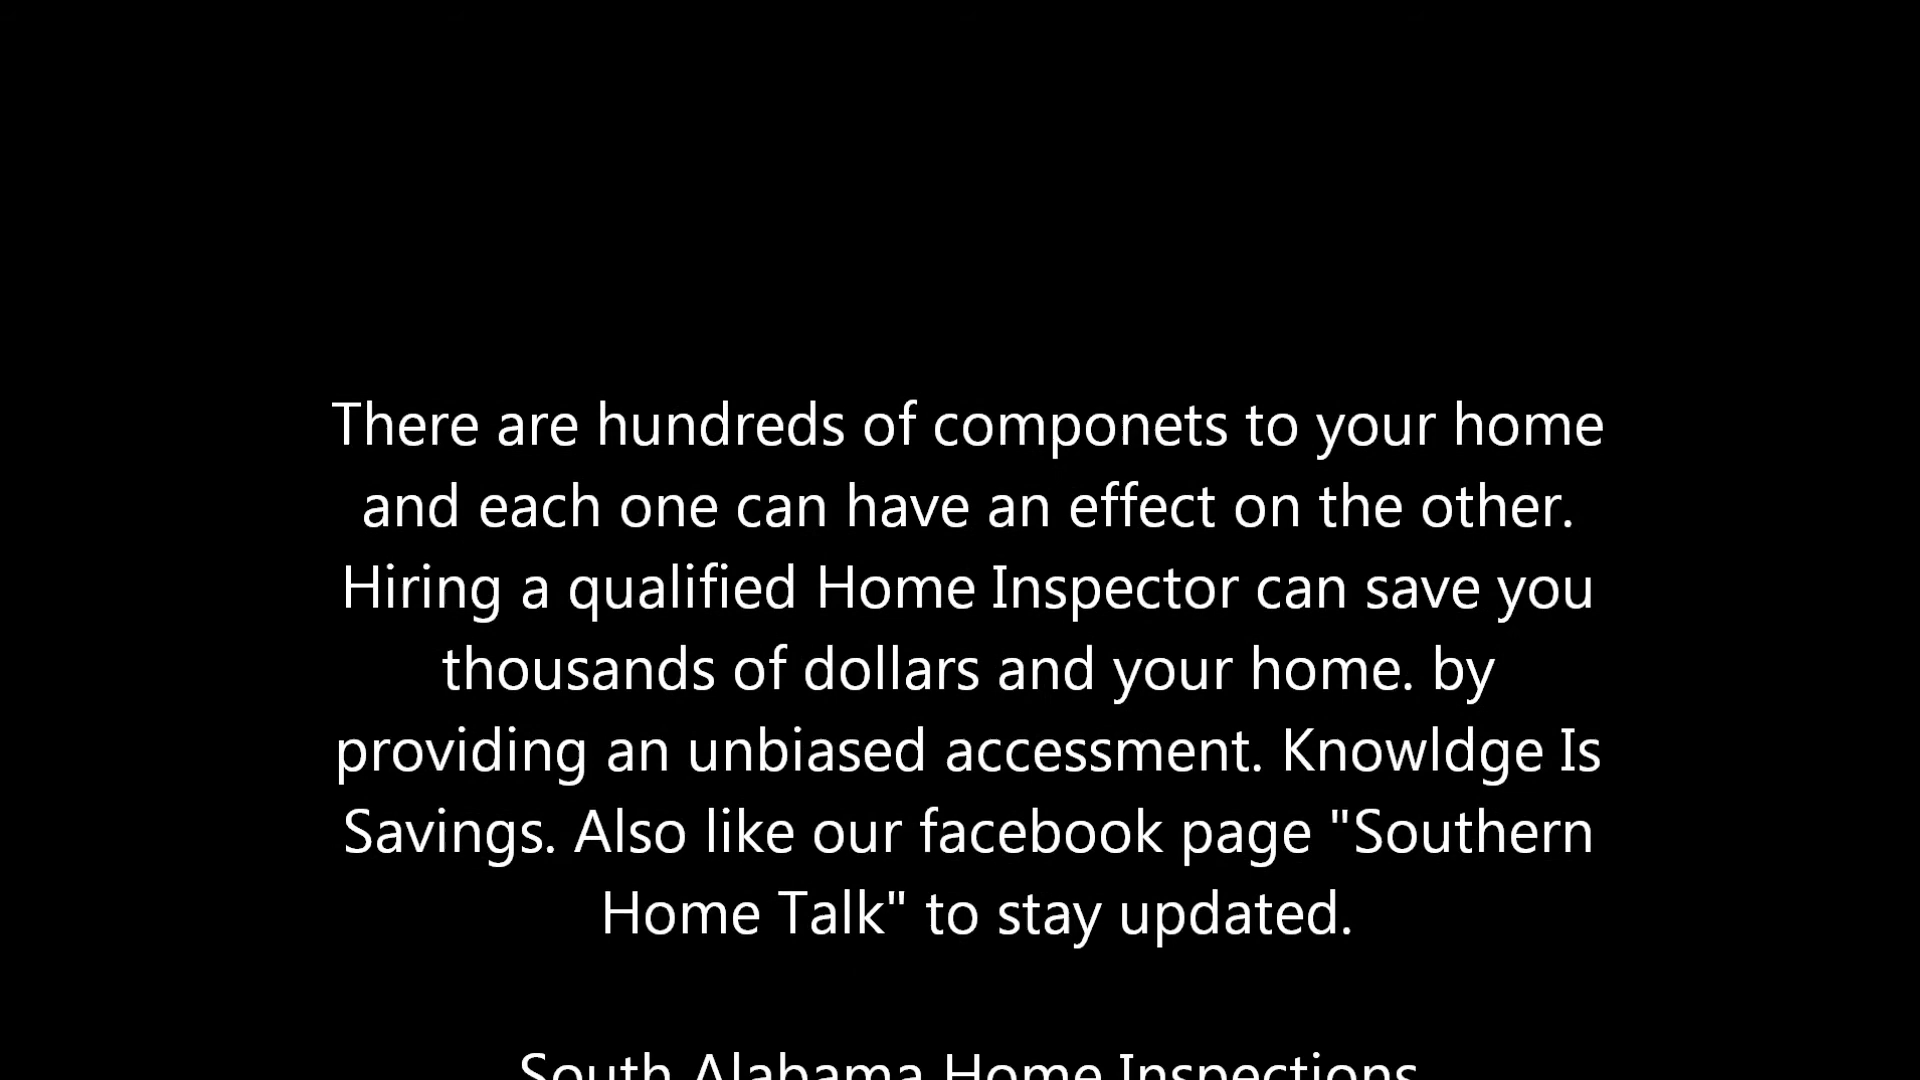 There are hundreds of componets to your home
and each one can have an effect on the other.
Hiring a qualified Home Inspector can save you
thousands of dollars and your home. by
providing an unbiased accessment. Knowldge Is
Savings. Also like our facebook page "Southern
Home Talk" to stay updated.
South Alabama Home Inspections